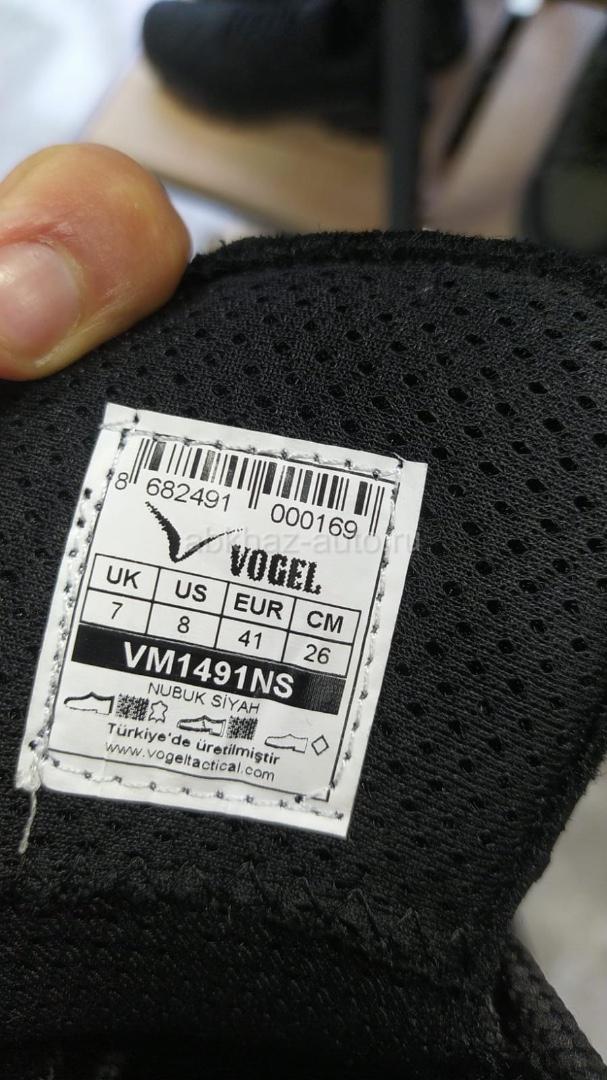 8 682491 000169
abkhaz-auto.ru
VOGEL
UK US EUR CM
7 8 41 26
VM1491NS
NUBUK SİYAH
Türkiye'de üretilmiştir
www.vogeltactical.com